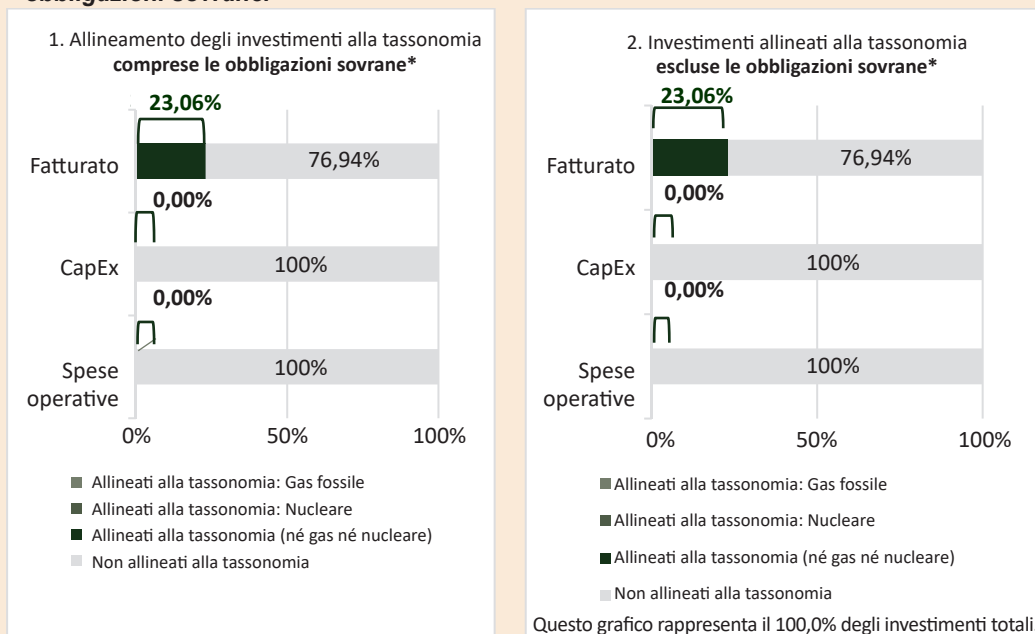 obbligazioni sovrane.
1. Allineamento degli investimenti alla tassonomia
comprese le obbligazioni sovrane*
23,06%
Fatturato
76,94%
0,00%
CapEx
100%
0,00%
Spese
operative
100%
0%
50%
100%
Allineati alla tassonomia: Gas fossile
Allineati alla tassonomia: Nucleare
Allineati alla tassonomia (né gas né nucleare)
Non allineati alla tassonomia
2. Investimenti allineati alla tassonomia
escluse le obbligazioni sovrane*
23,06%
Fatturato
76,94%
0,00%
CapEx
100%
0,00%
Spese
operative
100%
0%
50%
100%
Allineati alla tassonomia: Gas fossile
Allineati alla tassonomia: Nucleare
Allineati alla tassonomia (né gas né nucleare)
Non allineati alla tassonomia
Questo grafico rappresenta il 100,0% degli investimenti totali